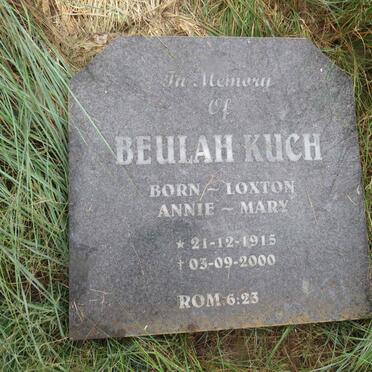 In Memory
Of
BEULAH KUCH
BORN ~ LOXTON
ANNIE ~ MARY
* 21-12-1915
† 03-09-2000
ROM. 6:23